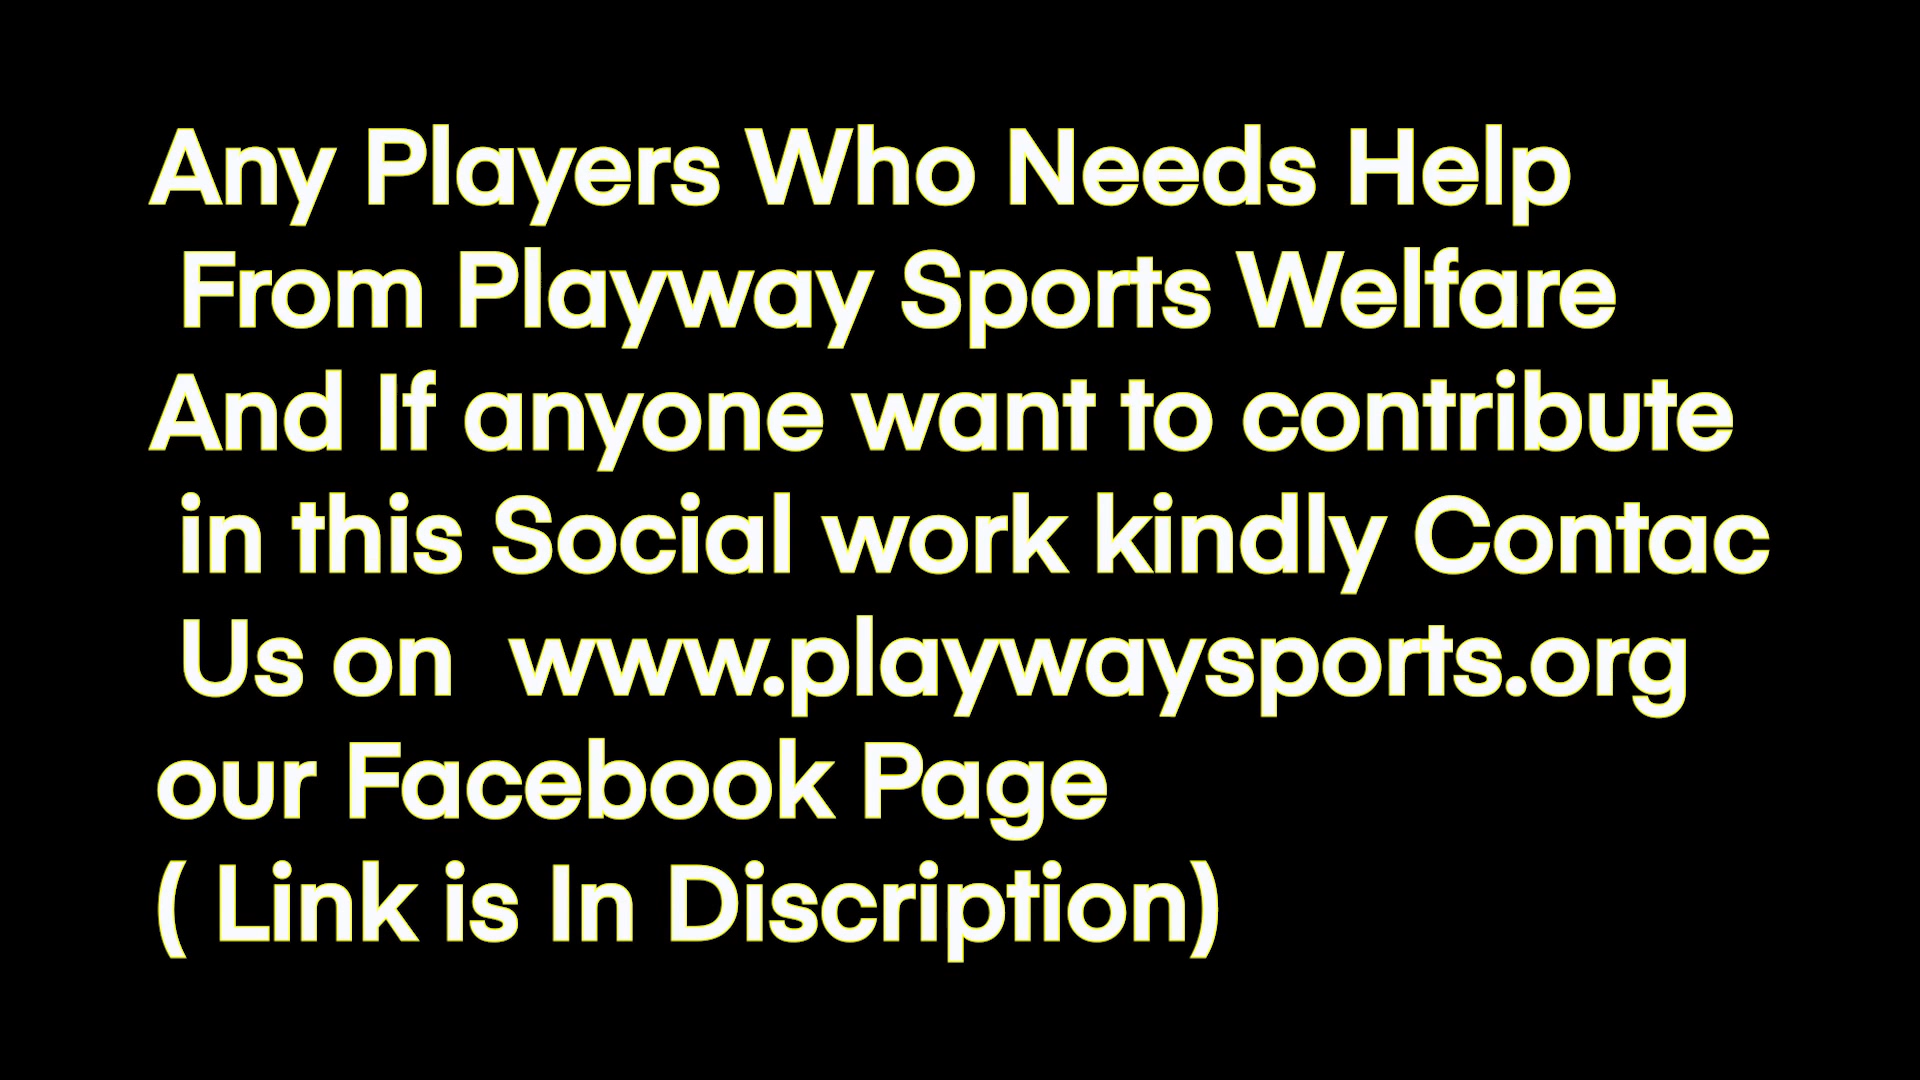 Any Players Who Needs Help
From Playway Sports Welfare
And If anyone want to contribute
in this Social work kindly Contac
Us on  www.playwaysports.org
our Facebook Page
( Link is In Discription)